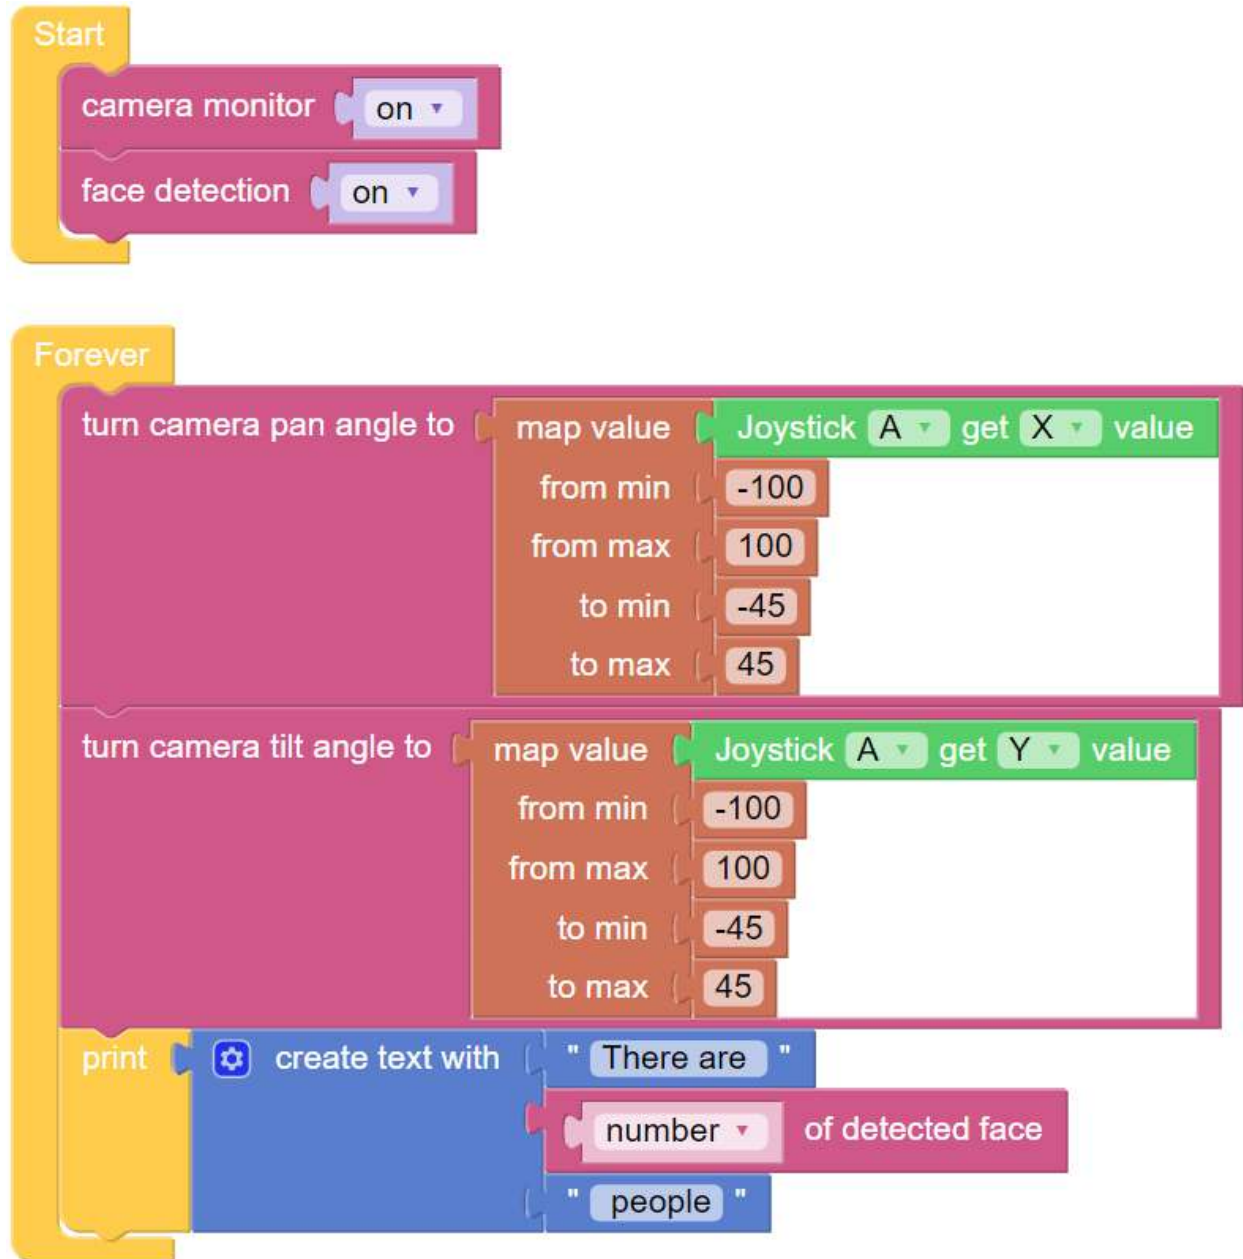 Start
camera monitor on
face detection on
Forever
turn camera pan angle to map value Joystick A get X value
from min -100
from max 100
to min -45
to max 45
turn camera tilt angle to map value Joystick A get Y value
from min -100
from max 100
to min -45
to max 45
print create text with " There are "
number of detected face
" people "